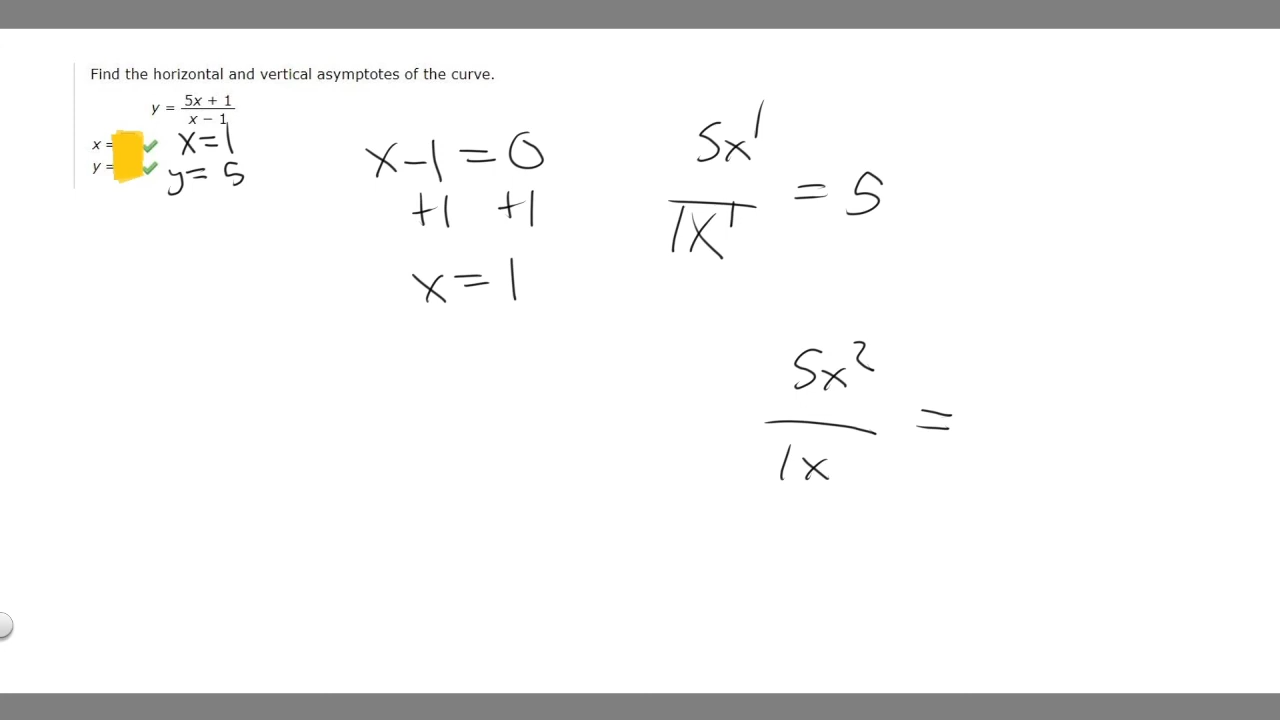 Find the horizontal and vertical asymptotes of the curve.
y = (5x + 1)/(x − 1)
x =
y =
x=1
y= 5
x-1=0
+1 +1
x=1
5x^1
/1x^1 = 5
5x^2
/1x =